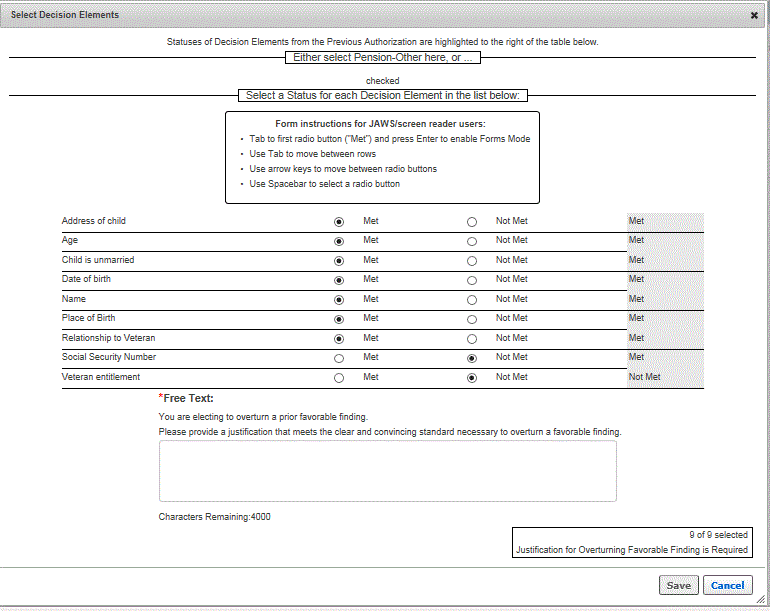 Select Decision Elements
Statuses of Decision Elements from the Previous Authorization are highlighted to the right of the table below.
Either select Pension-Other here, or ...
checked
Select a Status for each Decision Element in the list below:
Form instructions for JAWS/screen reader users:
• Tab to first radio button ("Met") and press Enter to enable Forms Mode
• Use Tab to move between rows
• Use arrow keys to move between radio buttons
• Use Spacebar to select a radio button
Address of child Met Not Met Met
Age Met Not Met Met
Child is unmarried Met Not Met Met
Date of birth Met Not Met Met
Name Met Not Met Met
Place of Birth Met Not Met Met
Relationship to Veteran Met Not Met Met
Social Security Number Met Not Met Met
Veteran entitlement Met Not Met Not Met
*Free Text:
You are electing to overturn a prior favorable finding.
Please provide a justification that meets the clear and convincing standard necessary to overturn a favorable finding.
Characters Remaining:4000
9 of 9 selected
Justification for Overturning Favorable Finding is Required
Save Cancel